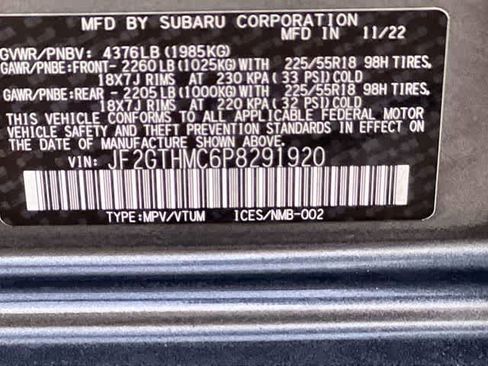 MFD BY SUBARU CORPORATION
MFD IN 11/22
GVWR/PNBV: 4376LB (1985KG)
GAWR/PNBE:FRONT- 2260LB (1025KG)WITH 225/55R18 98H TIRES,
18X7J RIMS AT 230 KPA (33 PSI)COLD
GAWR/PNBE:REAR - 2205LB (1000KG)WITH 225/55R18 98H TIRES,
18X7J RIMS AT 220 KPA (32 PSI)COLD
THIS VEHICLE CONFORMS TO ALL APPLICABLE FEDERAL MOTOR
VEHICLE SAFETY AND THEFT PREVENTION STANDARDS IN EFFECT ON
THE DATE OF MANUFACTURE SHOWN ABOVE.
VIN: JF2GTHMC6P8291920
TYPE:MPV/VTUM ICES/NMB-002